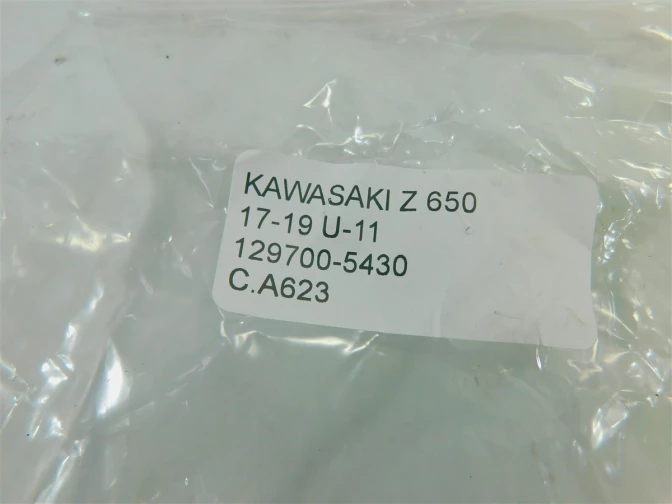 KAWASAKI Z 650
17-19 U-11
129700-5430
C.A623